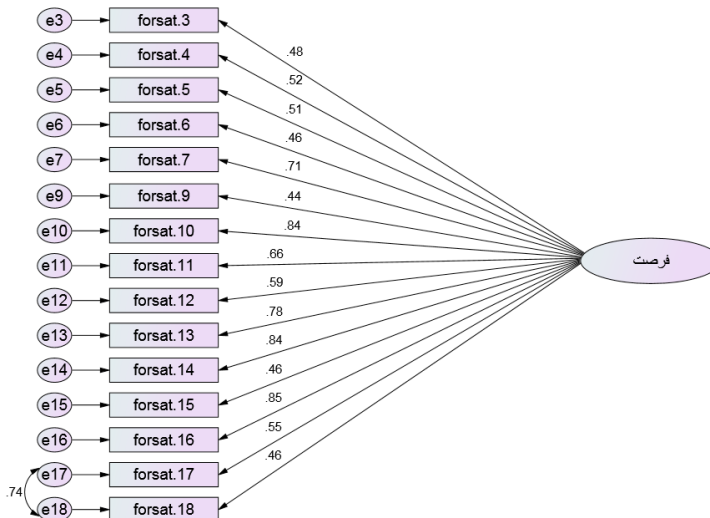 e3 forsat.3 .48
e4 forsat.4 .52
e5 forsat.5 .51
e6 forsat.6 .46
e7 forsat.7 .71
e9 forsat.9 .44
e10 forsat.10 .84
e11 forsat.11 .66
فرصت
e12 forsat.12 .59
e13 forsat.13 .78
e14 forsat.14 .84
e15 forsat.15 .46
e16 forsat.16 .85
e17 forsat.17 .55
.74
e18 forsat.18 .46